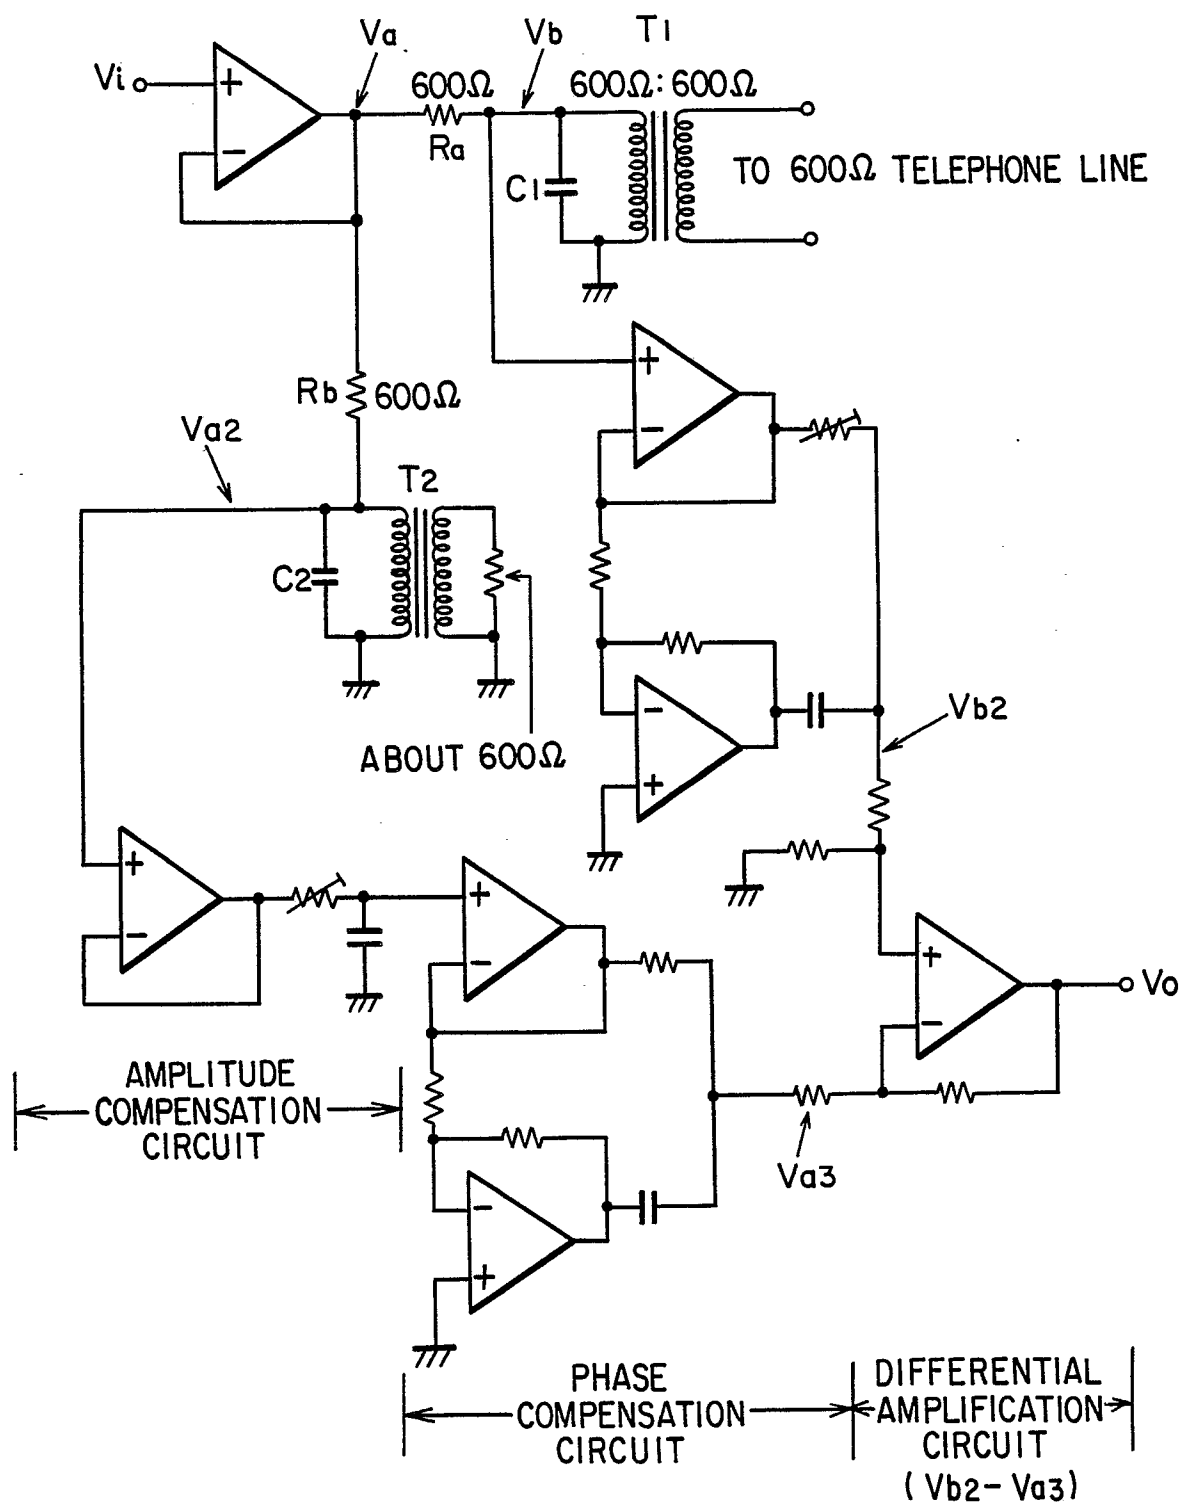 Va
Vb
T1
Vi
600Ω
600Ω: 600Ω
Ra
C1
TO 600Ω TELEPHONE LINE
+
−
+
−
Rb
600Ω
Va2
T2
C2
ABOUT 600Ω
−
+
Vb2
+
−
+
−
+
−
Vo
AMPLITUDE
COMPENSATION
CIRCUIT
Va3
−
+
PHASE
COMPENSATION
CIRCUIT
DIFFERENTIAL
AMPLIFICATION
CIRCUIT
(Vb2−Va3)